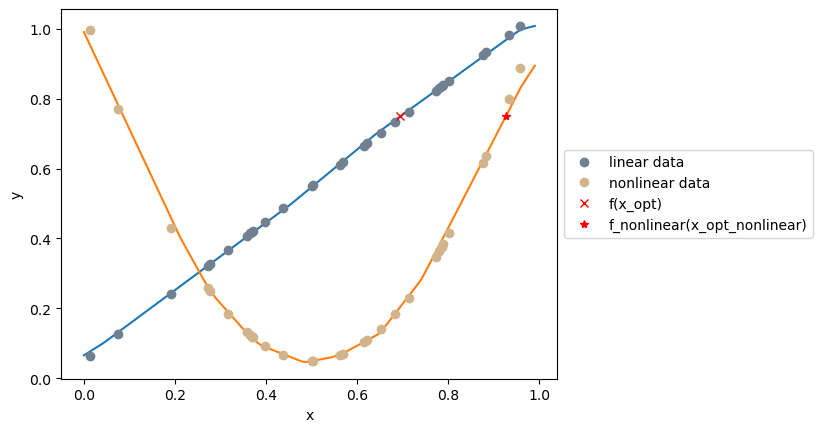 1.0
0.8
0.6
0.4
0.2
0.0
y
0.0 0.2 0.4 0.6 0.8 1.0
x
linear data
nonlinear data
f(x_opt)
f_nonlinear(x_opt_nonlinear)